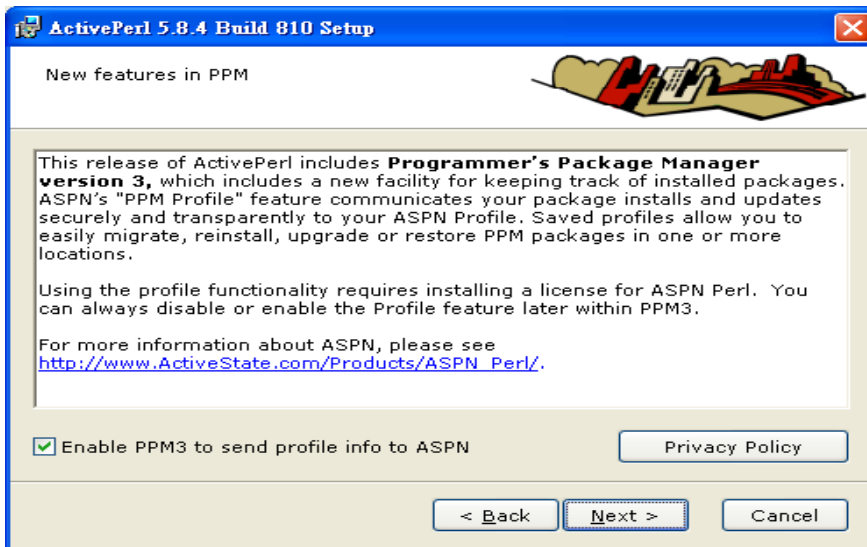 ActivePerl 5.8.4 Build 810 Setup
New features in PPM
This release of ActivePerl includes Programmer's Package Manager
version 3, which includes a new facility for keeping track of installed packages.
ASPN's "PPM Profile" feature communicates your package installs and updates
securely and transparently to your ASPN Profile. Saved profiles allow you to
easily migrate, reinstall, upgrade or restore PPM packages in one or more
locations.
Using the profile functionality requires installing a license for ASPN Perl.  You
can always disable or enable the Profile feature later within PPM3.
For more information about ASPN, please see
http://www.ActiveState.com/Products/ASPN_Perl/.
Enable PPM3 to send profile info to ASPN
Privacy Policy
< Back
Next >
Cancel